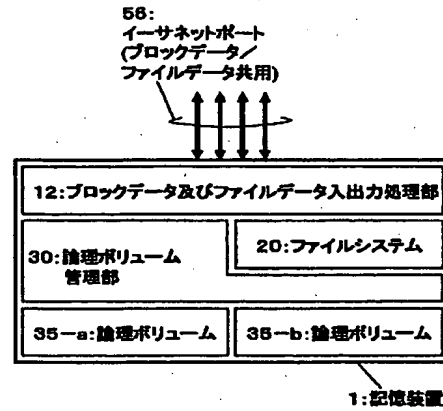 56:
イーサネットポート
(ブロックデータ/
ファイルデータ共用)
12:ブロックデータ及びファイルデータ入出力処理部
30:論理ボリューム
管理部
20:ファイルシステム
35-a:論理ボリューム
35-b:論理ボリューム
1:記憶装置